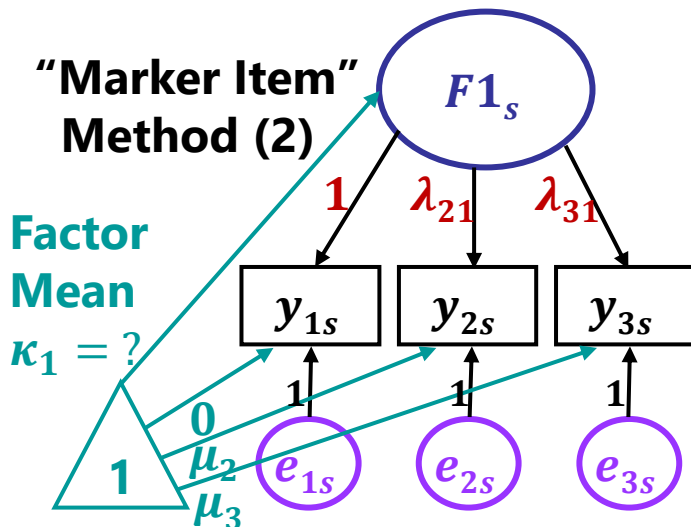 “Marker Item”
Method (2)
F1ₛ
1
λ₂₁
λ₃₁
Factor
Mean
κ₁ = ?
y₁ₛ
y₂ₛ
y₃ₛ
1
1
1
0
μ₂
μ₃
1
e₁ₛ
e₂ₛ
e₃ₛ